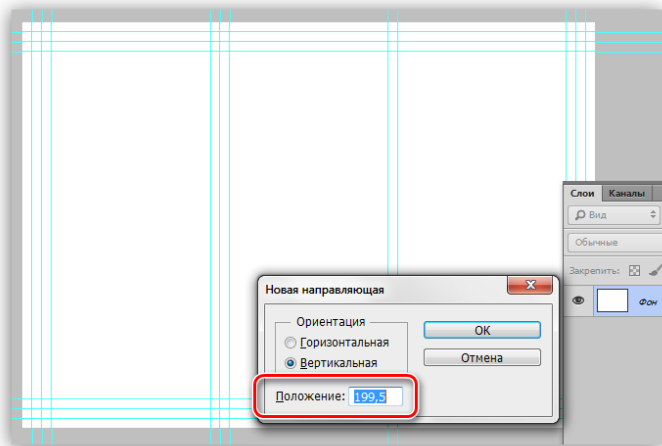 Слои Каналы
Вид
Обычные
Закрепить:
Фон
Новая направляющая
Ориентация
Горизонтальная
Вертикальная
Положение: 199,5
ОК
Отмена